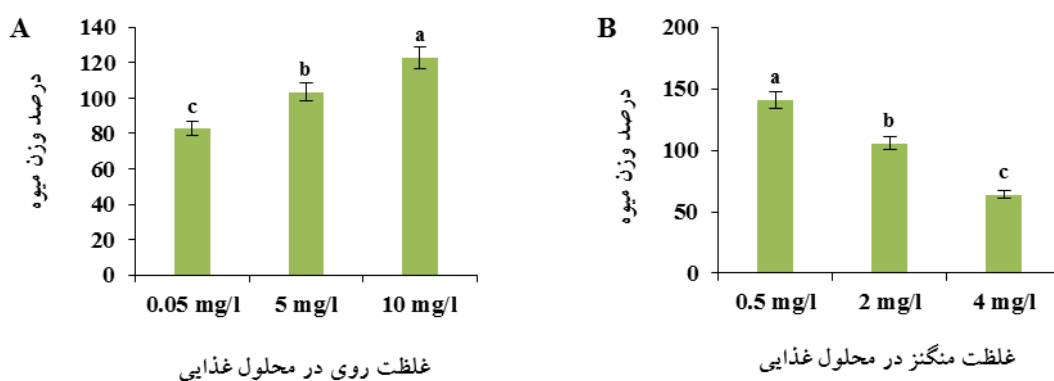 A
درصد وزن میوه
140
120
100
80
60
40
20
0
c
b
a
0.05 mg/l 5 mg/l 10 mg/l
غلظت روی در محلول غذایی
B
درصد وزن میوه
200
150
100
50
0
a
b
c
0.5 mg/l 2 mg/l 4 mg/l
غلظت منگنز در محلول غذایی